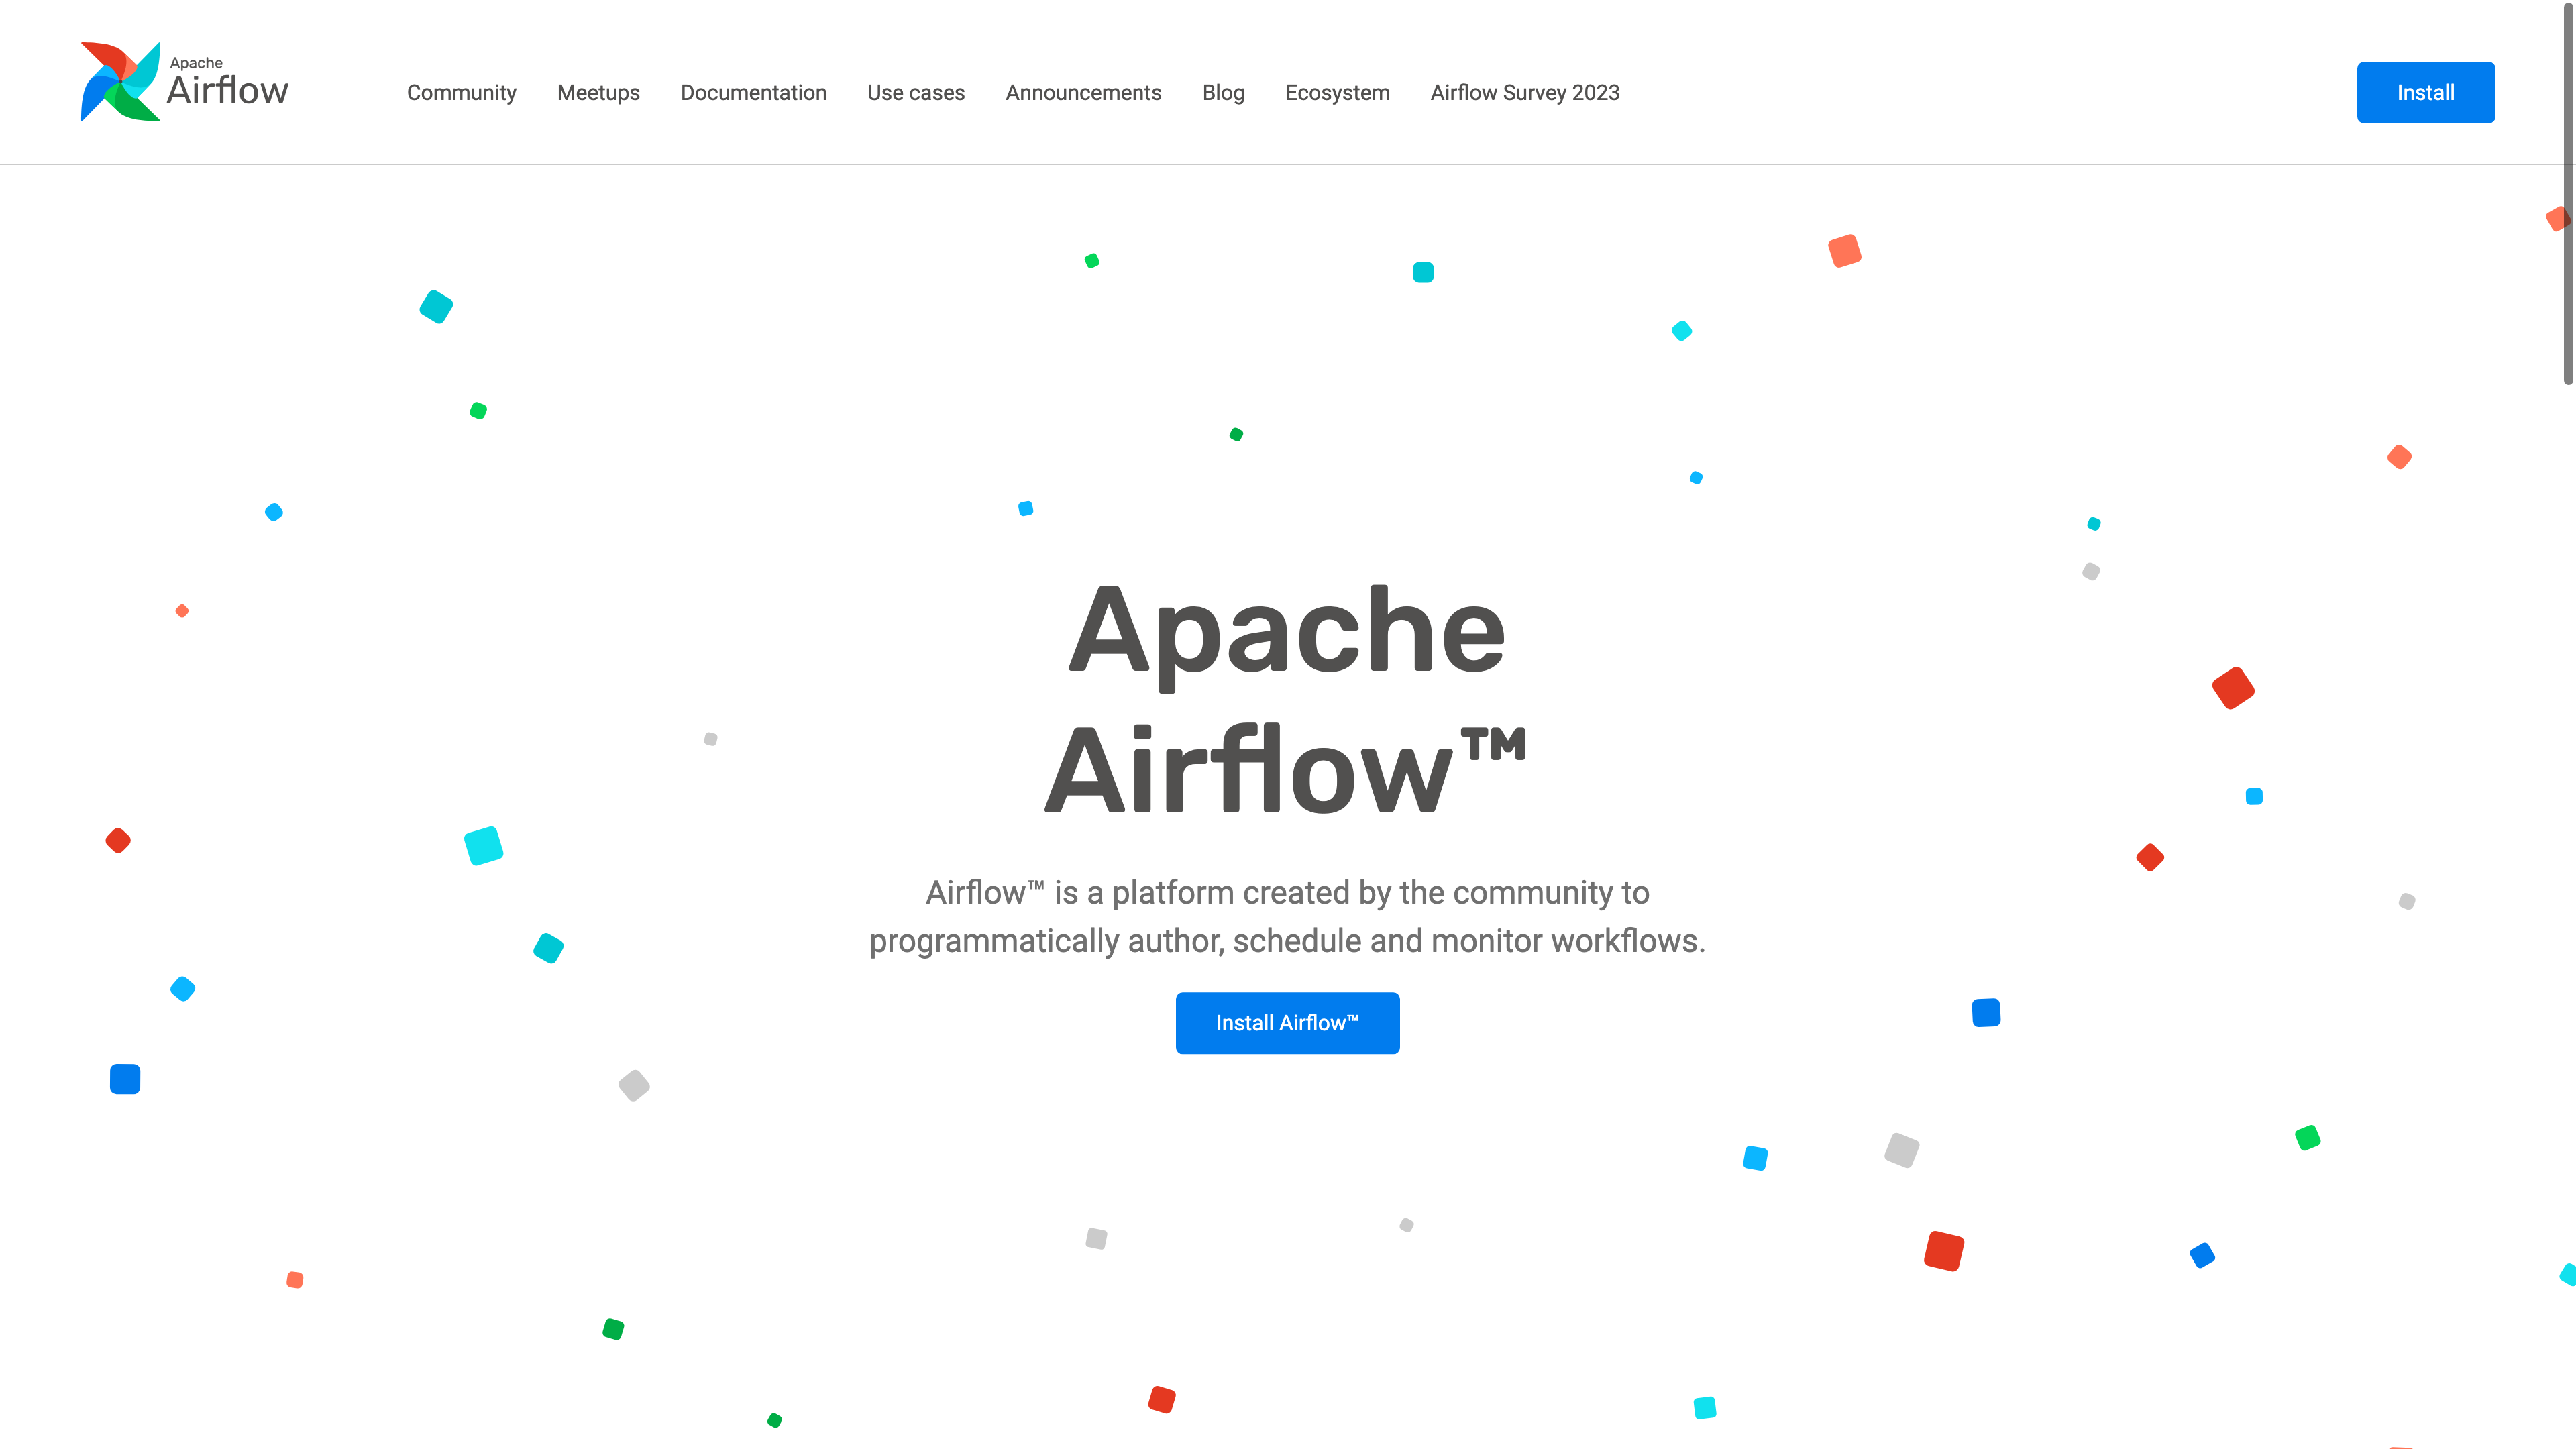 Apache
Airflow
Community Meetups Documentation Use cases Announcements Blog Ecosystem Airflow Survey 2023
Install
Apache
Airflow™
Airflow™ is a platform created by the community to
programmatically author, schedule and monitor workflows.
Install Airflow™